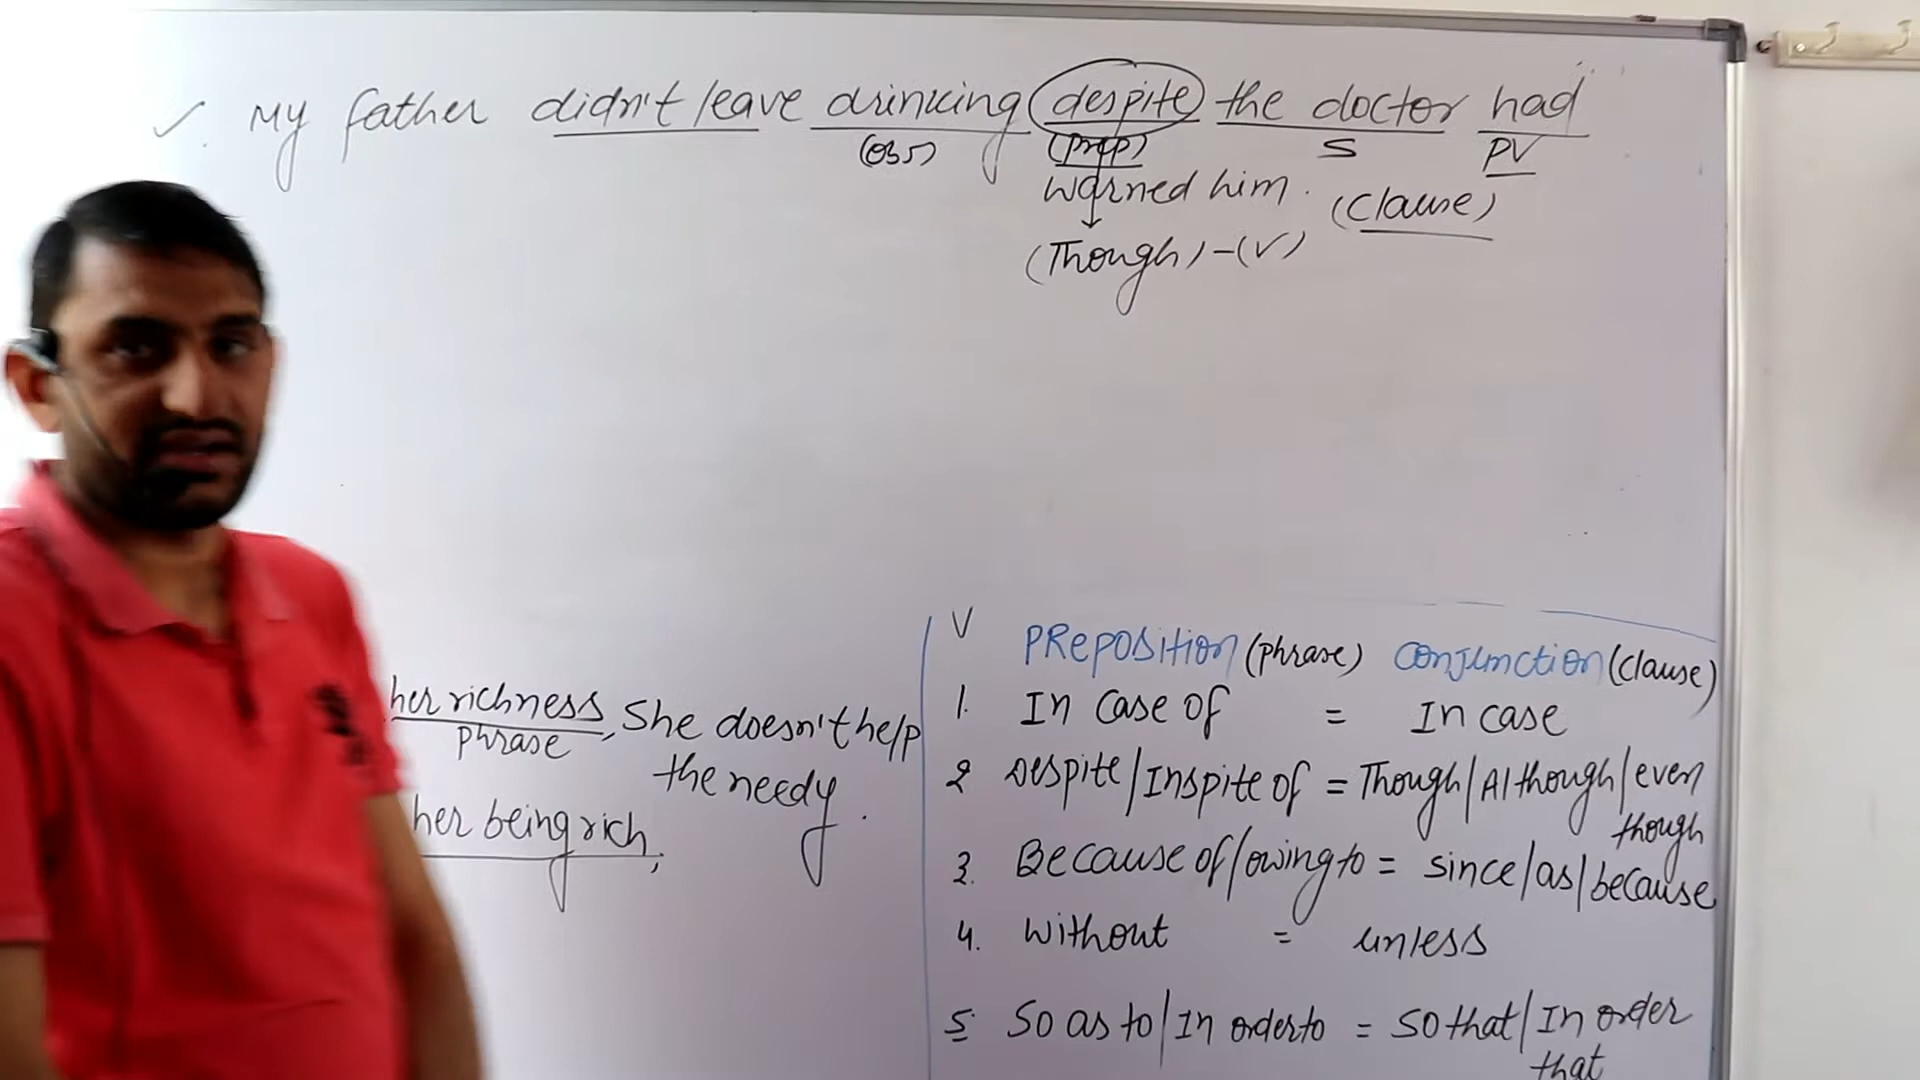 My father didn't leave drinking despite the doctor had
(obj) (prep) S PV
warned him. (clause)
(Though) - (✓)
her richness, She doesn't help
phrase
the needy.
her being rich,
✓ PREPOSITION (phrase) CONJUNCTION (clause)
1. In case of = In case
2 Despite/Inspite of = Though/Although/even
though
3. Because of/owing to = since/as/because
4. without = unless
5. So as to/In order to = so that/In order
that